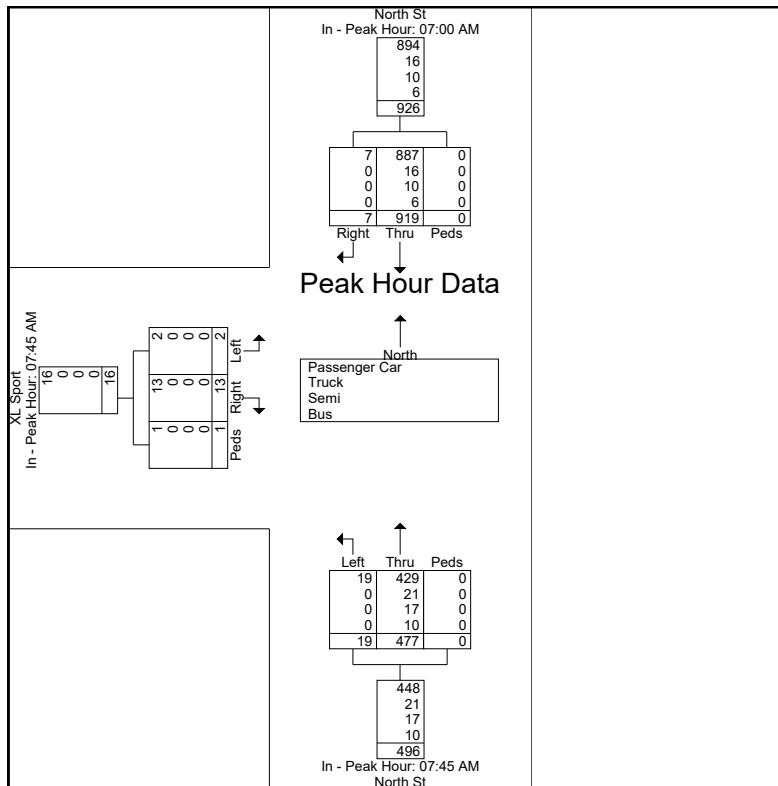 North St
In - Peak Hour: 07:00 AM
894
16
10
6
926
7 887 0
0 16 0
0 10 0
0 6 0
7 919 0
Right Thru Peds
Peak Hour Data
XL Sport
In - Peak Hour: 07:45 AM
16 0 0 0 16
2 0 0 0 2
Left
13 0 0 0 13
Right
1 0 0 0 1
Peds
North
Passenger Car
Truck
Semi
Bus
Left Thru Peds
19 429 0
0 21 0
0 17 0
0 10 0
19 477 0
448
21
17
10
496
In - Peak Hour: 07:45 AM
North St